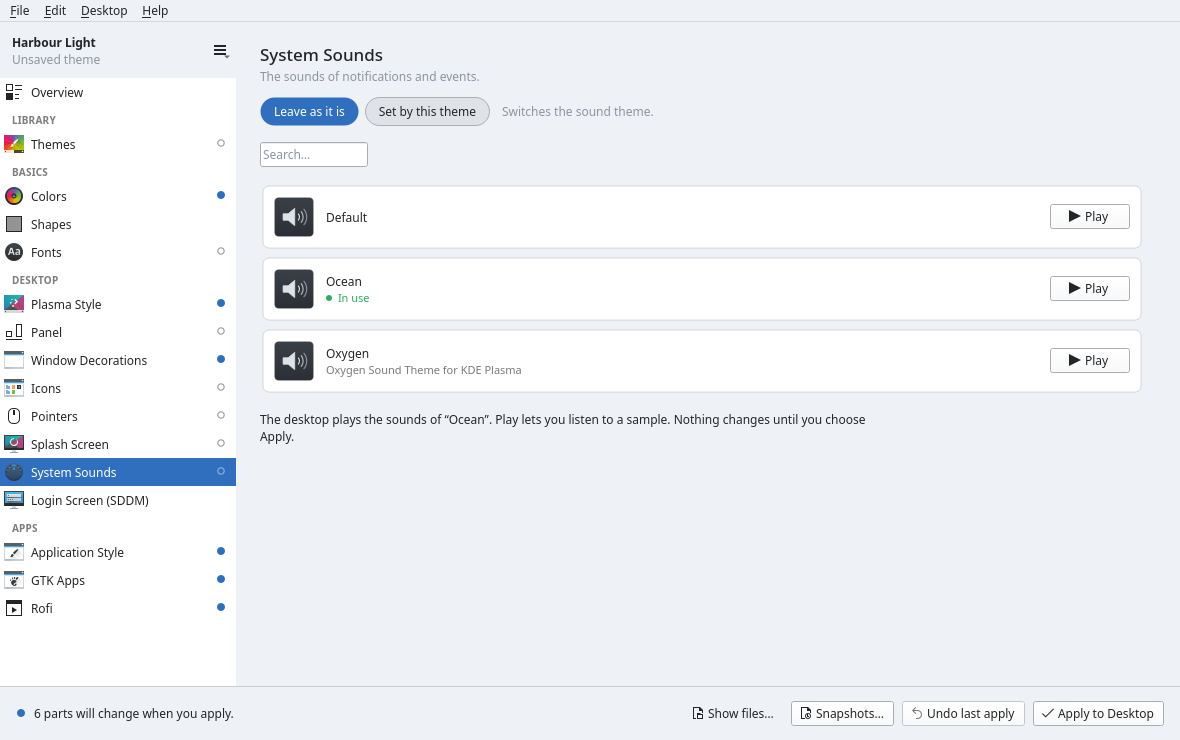 File Edit Desktop Help
Harbour Light
Unsaved theme
Overview
LIBRARY
Themes
BASICS
Colors
Shapes
Aa Fonts
DESKTOP
Plasma Style
Panel
Window Decorations
Icons
Pointers
Splash Screen
System Sounds
Login Screen (SDDM)
APPS
Application Style
GTK Apps
Rofi
System Sounds
The sounds of notifications and events.
Leave as it is Set by this theme Switches the sound theme.
Search...
Default Play
Ocean
In use
Play
Oxygen
Oxygen Sound Theme for KDE Plasma
Play
The desktop plays the sounds of “Ocean”. Play lets you listen to a sample. Nothing changes until you choose
Apply.
6 parts will change when you apply.
Show files... Snapshots... Undo last apply Apply to Desktop